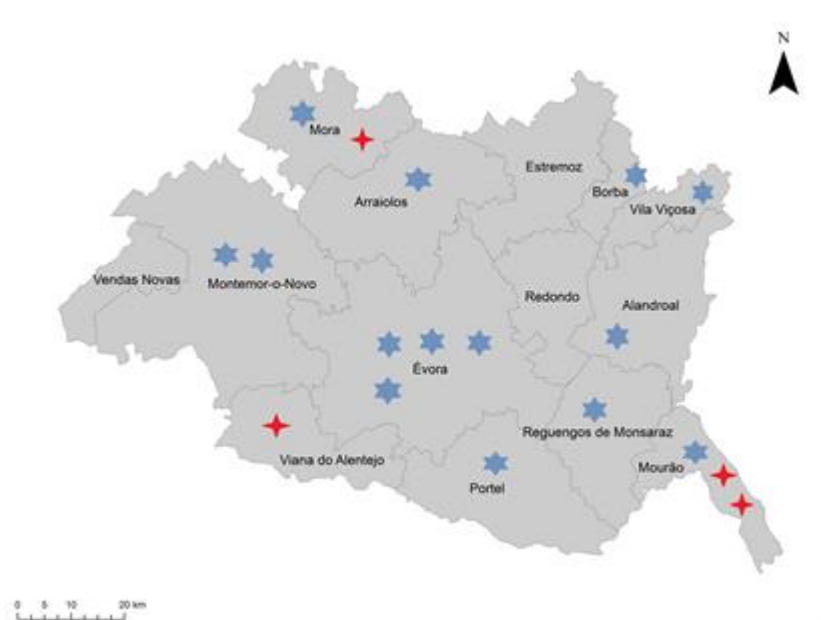 N
Mora
Estremoz
Arraiolos
Borba
Vila Viçosa
Vendas Novas
Montemor-o-Novo
Redondo
Alandroal
Évora
Reguengos de Monsaraz
Viana do Alentejo
Mourão
Portel
0 5 10 20 km